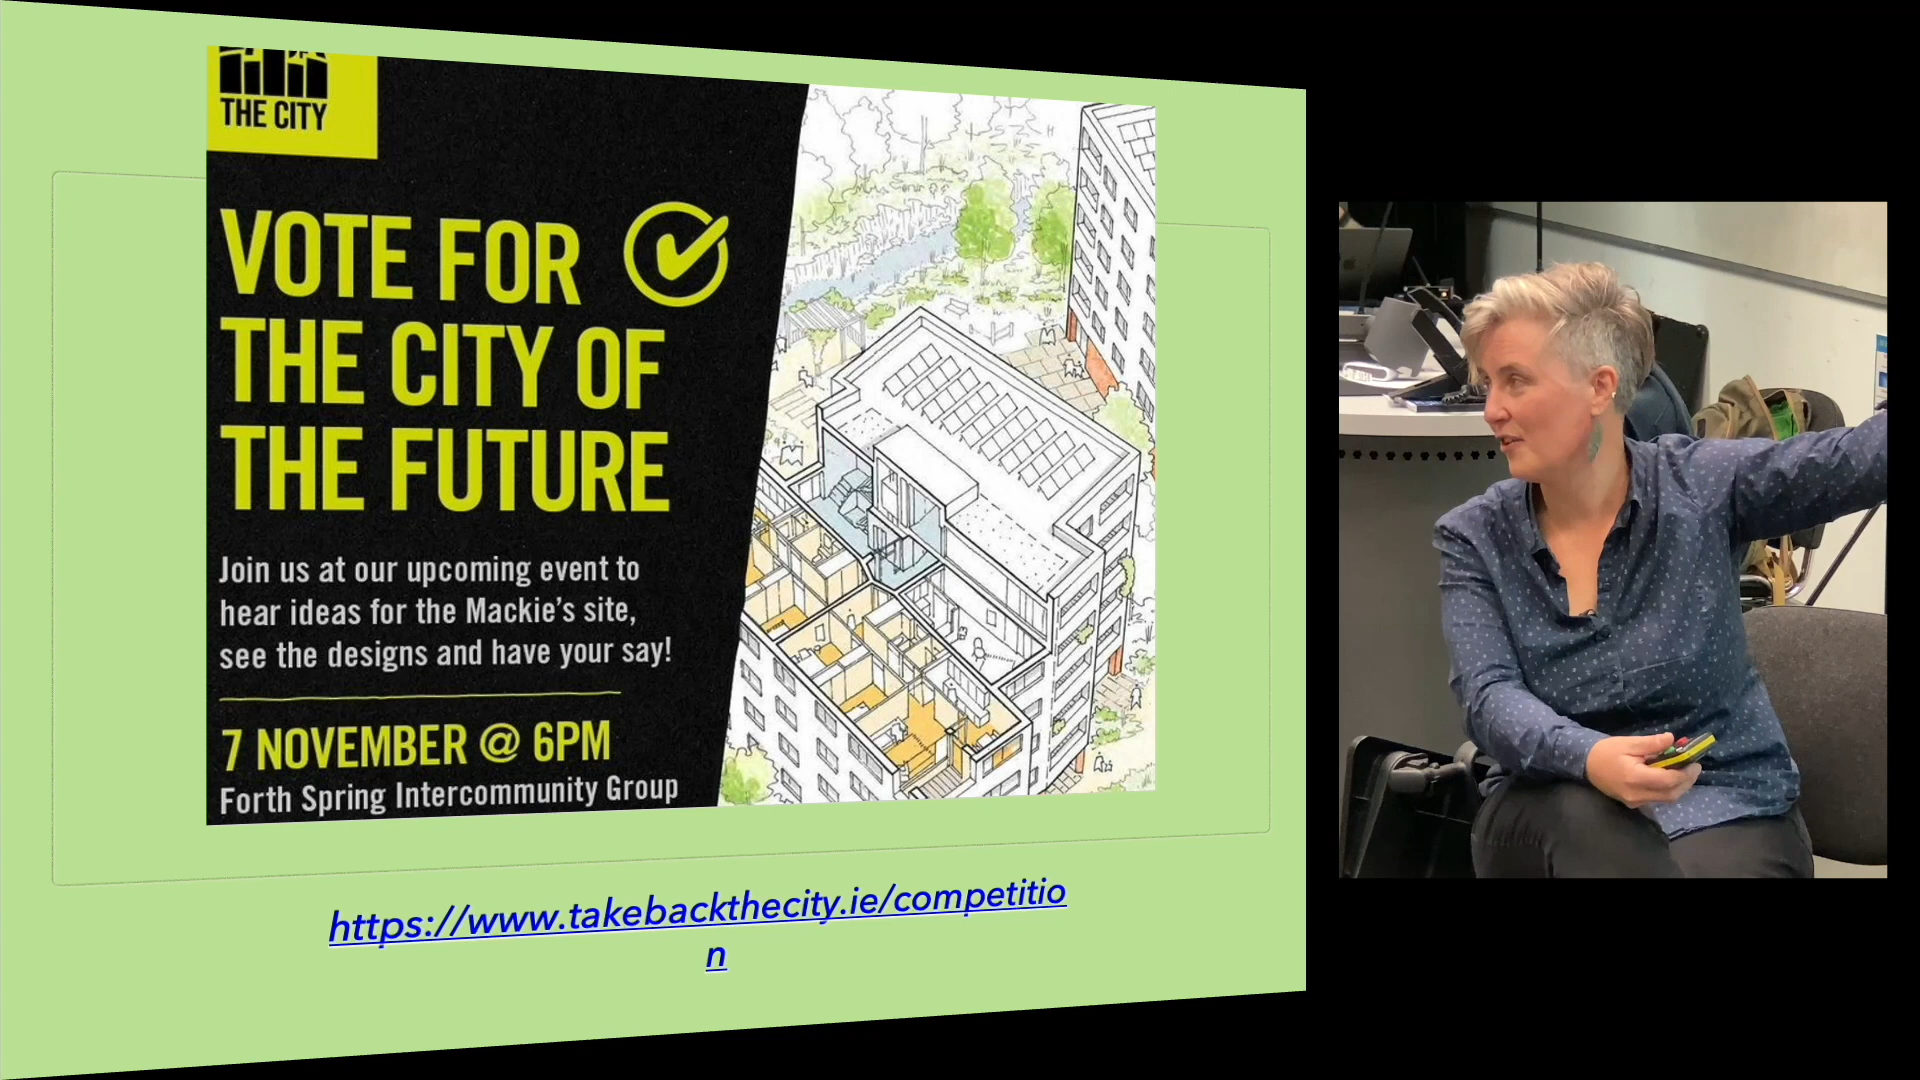 THE CITY
VOTE FOR
THE CITY OF
THE FUTURE
Join us at our upcoming event to
hear ideas for the Mackie's site,
see the designs and have your say!
7 NOVEMBER @ 6PM
Forth Spring Intercommunity Group
https://www.takebackthecity.ie/competitio
n